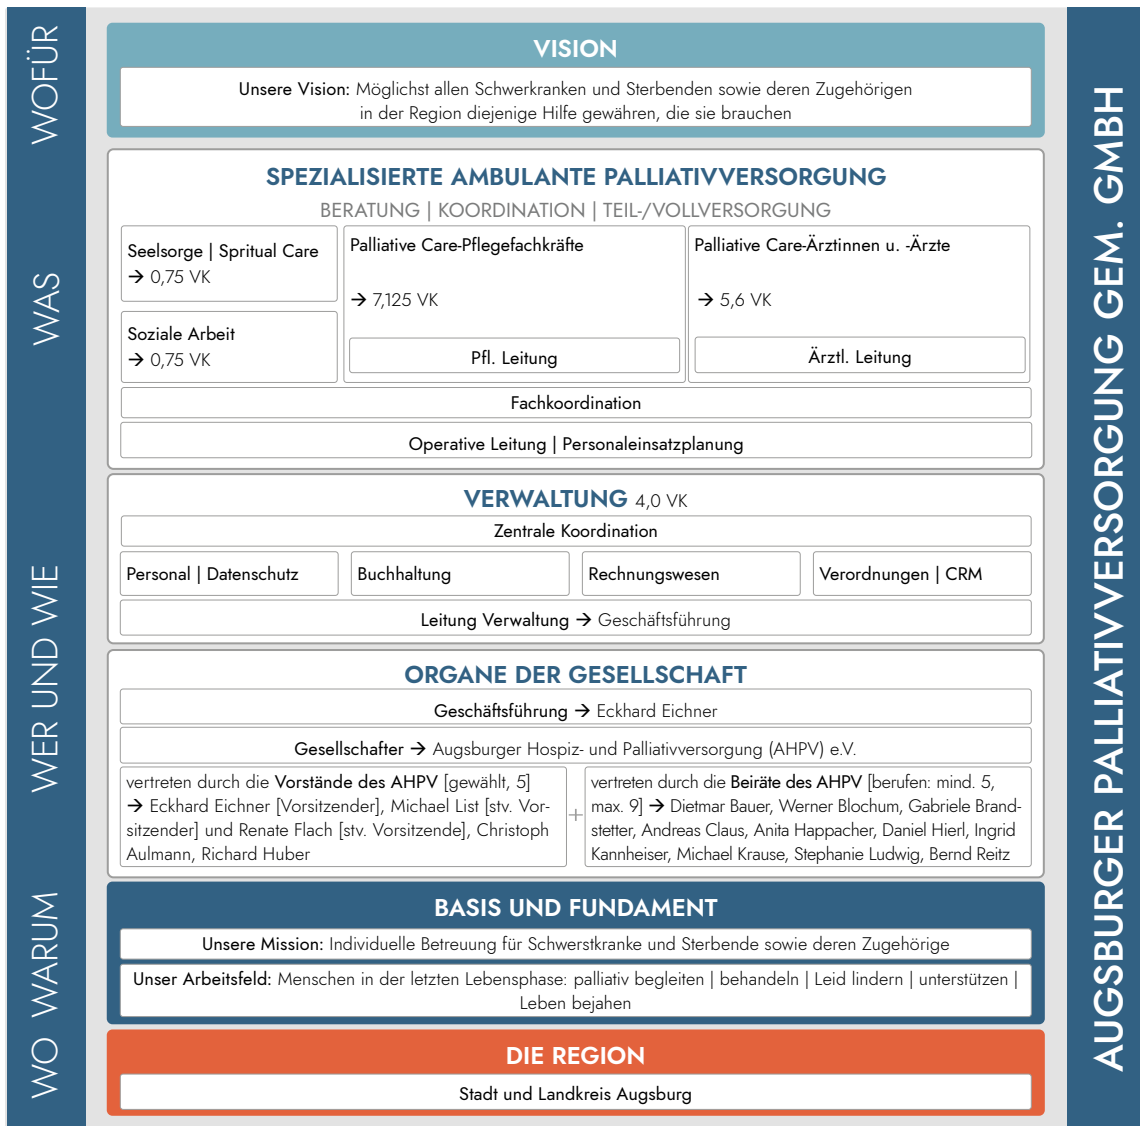 WOFÜR
VISION
Unsere Vision: Möglichst allen Schwerkranken und Sterbenden sowie deren Zugehörigen
in der Region diejenige Hilfe gewähren, die sie brauchen
WAS
SPEZIALISIERTE AMBULANTE PALLIATIVVERSORGUNG
BERATUNG | KOORDINATION | TEIL-/VOLLVERSORGUNG
Seelsorge | Spritual Care
→ 0,75 VK
Soziale Arbeit
→ 0,75 VK
Palliative Care-Pflegefachkräfte
→ 7,125 VK
Pfl. Leitung
Palliative Care-Ärztinnen u. -Ärzte
→ 5,6 VK
Ärztl. Leitung
Fachkoordination
Operative Leitung | Personaleinsatzplanung
WER UND WIE
VERWALTUNG 4,0 VK
Zentrale Koordination
Personal | Datenschutz
Buchhaltung
Rechnungswesen
Verordnungen | CRM
Leitung Verwaltung → Geschäftsführung
ORGANE DER GESELLSCHAFT
Geschäftsführung → Eckhard Eichner
Gesellschafter → Augsburger Hospiz- und Palliativversorgung (AHPV) e.V.
vertreten durch die Vorstände des AHPV [gewählt, 5]
→ Eckhard Eichner [Vorsitzender], Michael List [stv. Vor-
sitzender] und Renate Flach [stv. Vorsitzende], Christoph
Aulmann, Richard Huber
+
vertreten durch die Beiräte des AHPV [berufen: mind. 5,
max. 9] → Dietmar Bauer, Werner Blochum, Gabriele Brand-
stetter, Andreas Claus, Anita Happacher, Daniel Hierl, Ingrid
Kannheiser, Michael Krause, Stephanie Ludwig, Bernd Reitz
WARUM
BASIS UND FUNDAMENT
Unsere Mission: Individuelle Betreuung für Schwerstkranke und Sterbende sowie deren Zugehörige
Unser Arbeitsfeld: Menschen in der letzten Lebensphase: palliativ begleiten | behandeln | Leid lindern | unterstützen |
Leben bejahen
WO
DIE REGION
Stadt und Landkreis Augsburg
AUGSBURGER PALLIATIVVERSORGUNG GEM. GMBH